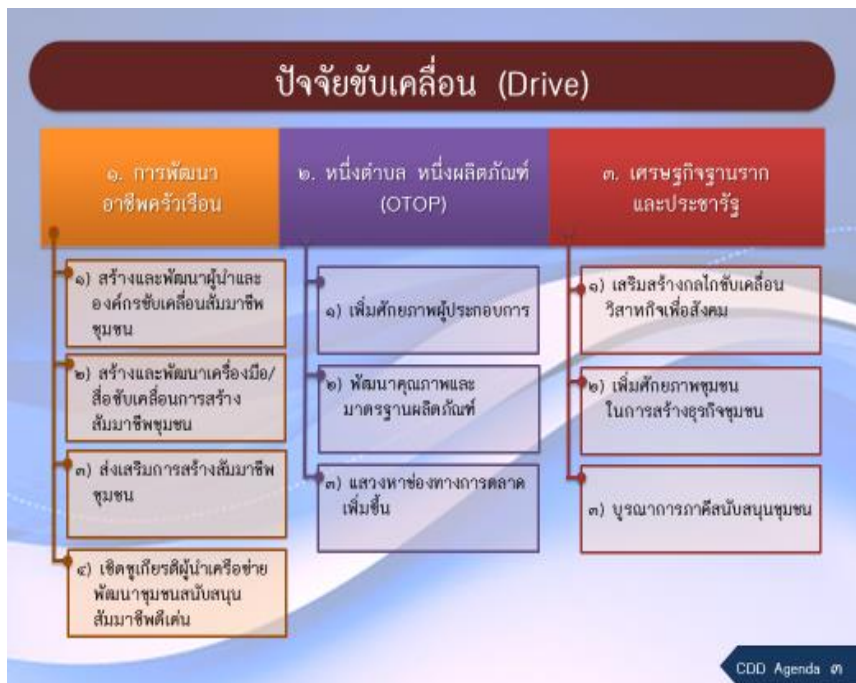 ปัจจัยขับเคลื่อน (Drive)
๑. การพัฒนา
อาชีพครัวเรือน
๑) สร้างและพัฒนาผู้นำและ
องค์กรขับเคลื่อนสัมมาชีพ
ชุมชน
๒) สร้างและพัฒนาเครื่องมือ/
สื่อขับเคลื่อนการสร้าง
สัมมาชีพชุมชน
๓) ส่งเสริมการสร้างสัมมาชีพ
ชุมชน
๔) เชิดชูเกียรติผู้นำเครือข่าย
พัฒนาชุมชนสนับสนุน
สัมมาชีพดีเด่น
๒. หนึ่งตำบล หนึ่งผลิตภัณฑ์
(OTOP)
๑) เพิ่มศักยภาพผู้ประกอบการ
๒) พัฒนาคุณภาพและ
มาตรฐานผลิตภัณฑ์
๓) แสวงหาช่องทางการตลาด
เพิ่มขึ้น
๓. เศรษฐกิจฐานราก
และประชารัฐ
๑) เสริมสร้างกลไกขับเคลื่อน
วิสาหกิจเพื่อสังคม
๒) เพิ่มศักยภาพชุมชน
ในการสร้างธุรกิจชุมชน
๓) บูรณาการภาคีสนับสนุนชุมชน
CDD Agenda ๓